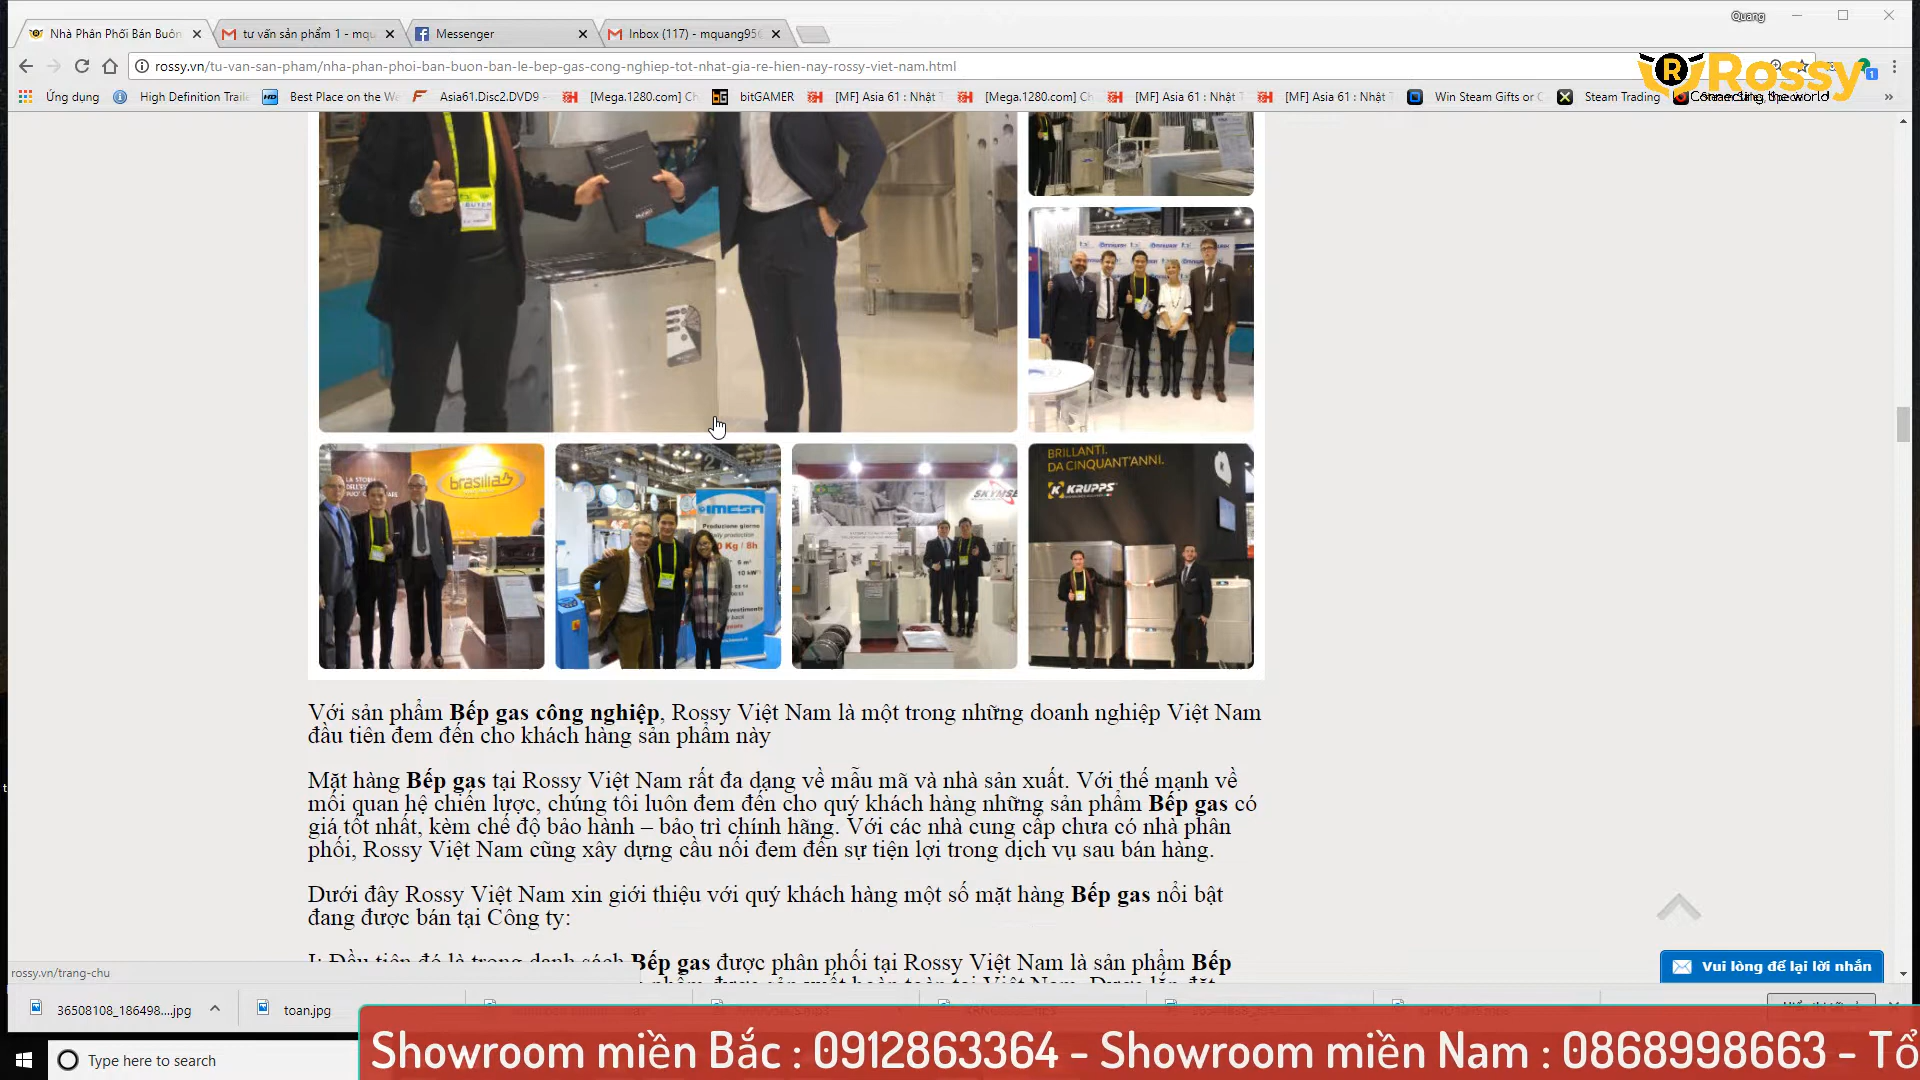 Quang
Nhà Phân Phối Bán Buôn
tư vấn sản phẩm 1 - mqu
Messenger
Inbox (117) - mquang95
rossy.vn/tu-van-san-pham/nha-phan-phoi-ban-buon-ban-le-bep-gas-cong-nghiep-tot-nhat-gia-re-hien-nay-rossy-viet-nam.html
Rossy
Connecting the world
Ứng dụng
High Definition Traile
Best Place on the We
Asia61.Disc2.DVD9 -
[Mega.1280.com] Ch
bitGAMER
[MF] Asia 61 : Nhật T
[Mega.1280.com] Ch
[MF] Asia 61 : Nhật T
[MF] Asia 61 : Nhật T
Win Steam Gifts or C
Steam Trading
brasilia
IMESA
Produzione giorno
SKYMSE
BRILLANTI.
DA CINQUANT'ANNI.
KRUPPS
Với sản phẩm Bếp gas công nghiệp, Rossy Việt Nam là một trong những doanh nghiệp Việt Nam
đầu tiên đem đến cho khách hàng sản phẩm này
Mặt hàng Bếp gas tại Rossy Việt Nam rất đa dạng về mẫu mã và nhà sản xuất. Với thế mạnh về
mối quan hệ chiến lược, chúng tôi luôn đem đến cho quý khách hàng những sản phẩm Bếp gas có
giá tốt nhất, kèm chế độ bảo hành – bảo trì chính hãng. Với các nhà cung cấp chưa có nhà phân
phối, Rossy Việt Nam cũng xây dựng cầu nối đem đến sự tiện lợi trong dịch vụ sau bán hàng.
Dưới đây Rossy Việt Nam xin giới thiệu với quý khách hàng một số mặt hàng Bếp gas nổi bật
đang được bán tại Công ty:
I: Đầu tiên đó là trong danh sách Bếp gas được phân phối tại Rossy Việt Nam là sản phẩm Bếp
Vui lòng để lại lời nhắn
rossy.vn/trang-chu
36508108_186498....jpg
toan.jpg
Type here to search
Showroom miền Bắc : 0912863364 - Showroom miền Nam : 0868998663 - Tổ